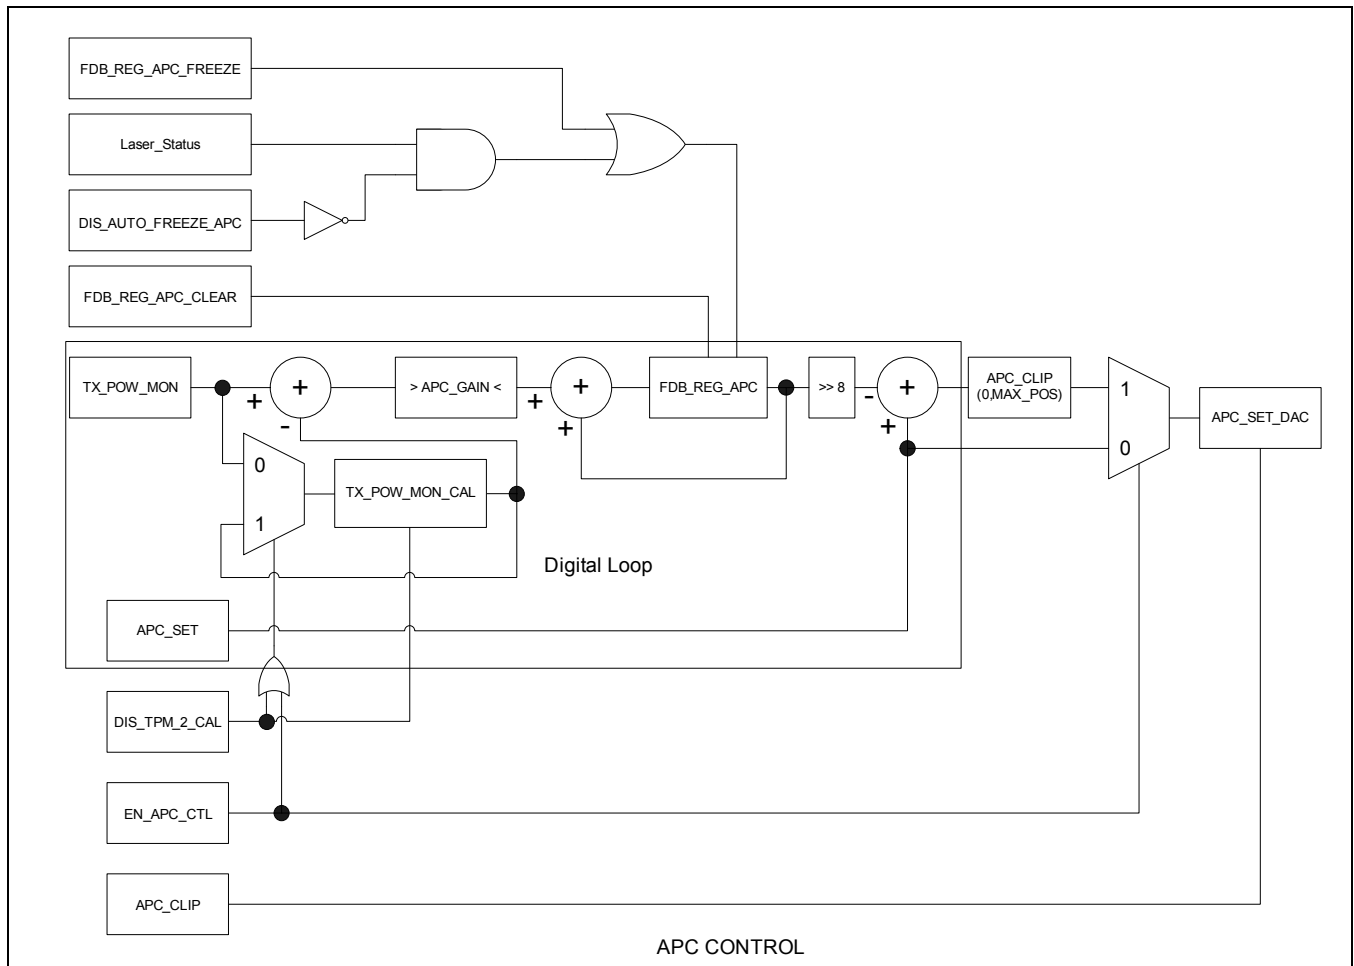 FDB_REG_APC_FREEZE
Laser_Status
DIS_AUTO_FREEZE_APC
FDB_REG_APC_CLEAR
TX_POW_MON
+
+
-
> APC_GAIN <
+
+
+
FDB_REG_APC
>> 8
-
+
+
APC_CLIP
(0,MAX_POS)
1
0
APC_SET_DAC
0
1
TX_POW_MON_CAL
Digital Loop
APC_SET
DIS_TPM_2_CAL
EN_APC_CTL
APC_CLIP
APC CONTROL